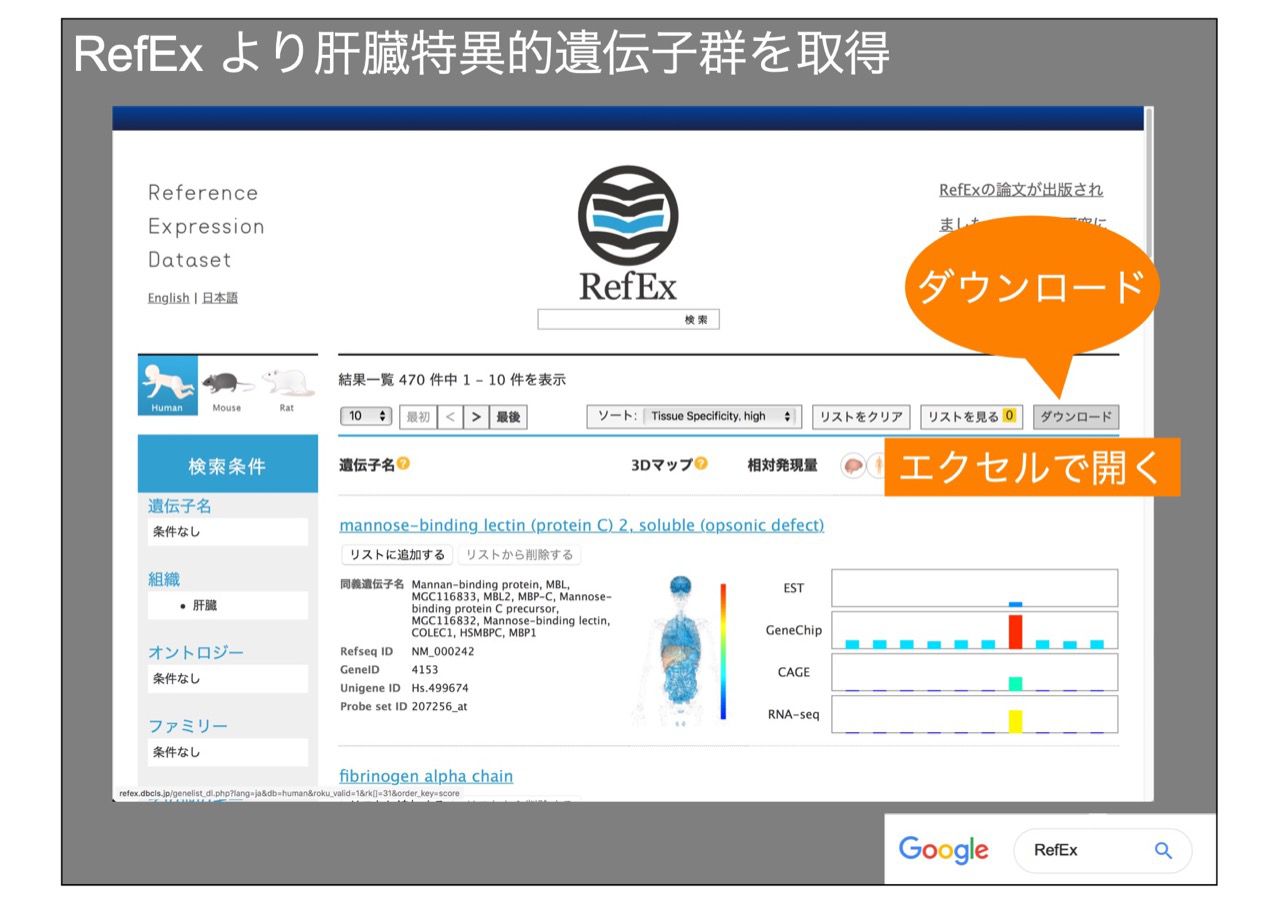 RefEx より肝臓特異的遺伝子群を取得
Reference
Expression
Dataset
English | 日本語
RefEx
検索
RefExの論文が出版され
ダウンロード
Human
Mouse
Rat
結果一覧 470 件中 1 – 10 件を表示
10
最初 < > 最後
ソート: Tissue Specificity, high
リストをクリア
リストを見る 0
ダウンロード
エクセルで開く
検索条件
遺伝子名
条件なし
組織
• 肝臓
オントロジー
条件なし
ファミリー
条件なし
遺伝子名?
3Dマップ?
相対発現量
mannose-binding lectin (protein C) 2, soluble (opsonic defect)
リストに追加する リストから削除する
同義遺伝子名 Mannan-binding protein, MBL,
MGC116833, MBL2, MBP-C, Mannose-
binding protein C precursor,
MGC116832, Mannose-binding lectin,
COLEC1, HSMBPC, MBP1
Refseq ID NM_000242
GeneID 4153
Unigene ID Hs.499674
Probe set ID 207256_at
EST
GeneChip
CAGE
RNA-seq
fibrinogen alpha chain
refex.dbcls.jp/genelist_dl.php?lang=ja&db=human&roku_valid=1&rk[]=31&order_key=score
Google
RefEx